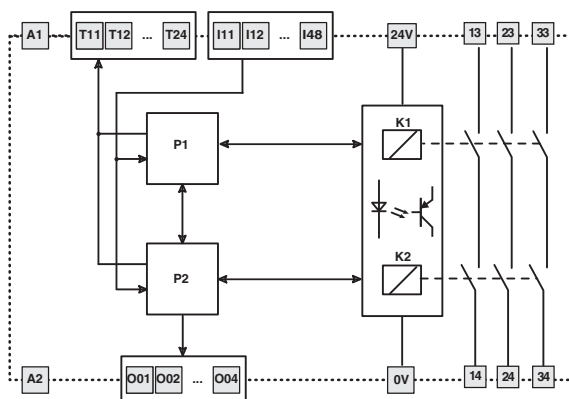 A1 T11 T12 ... T24 I11 I12 ... I48 24V 13 23 33
K1
P1
K2
P2
A2 O01 O02 ... O04 0V 14 24 34